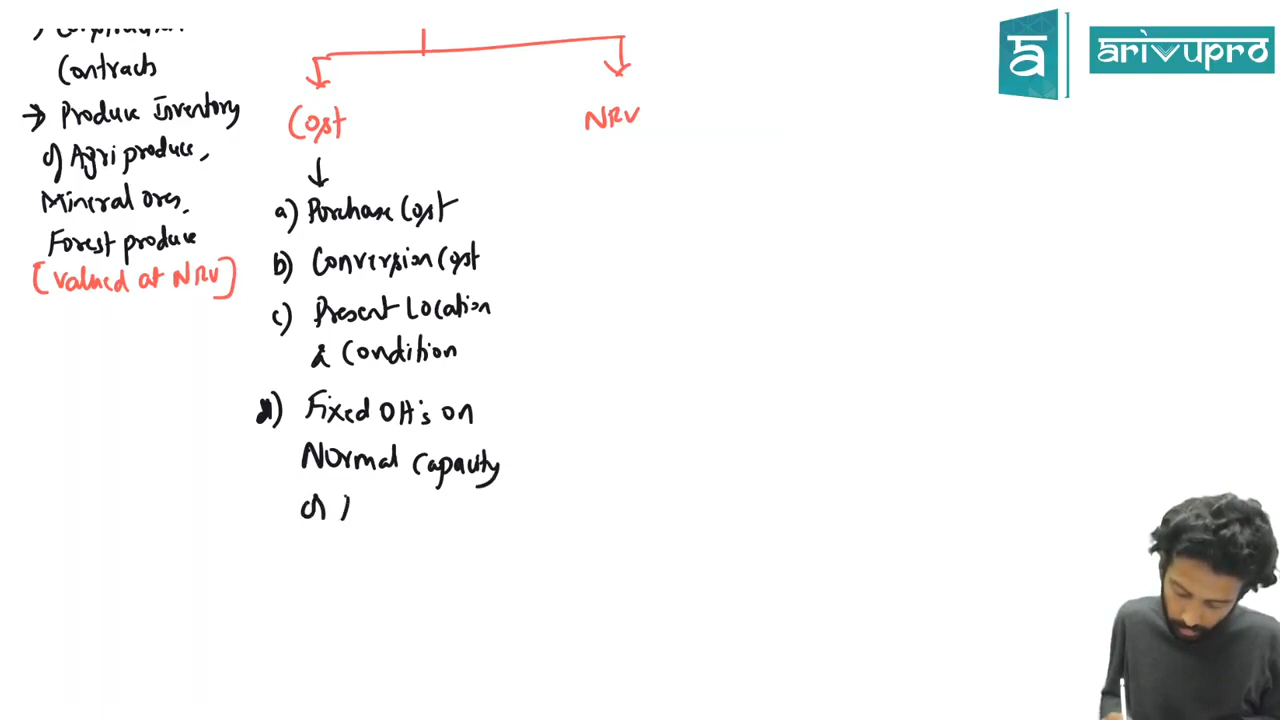 Contracts
→ Produce Inventory
of Agri produce,
Mineral ores,
Forest produce
[Valued at NRV]
Cost
NRV
a) Purchase Cost
b) Conversion Cost
c) Present Location
& Condition
d) Fixed OH's on
Normal Capacity
of
arivupro